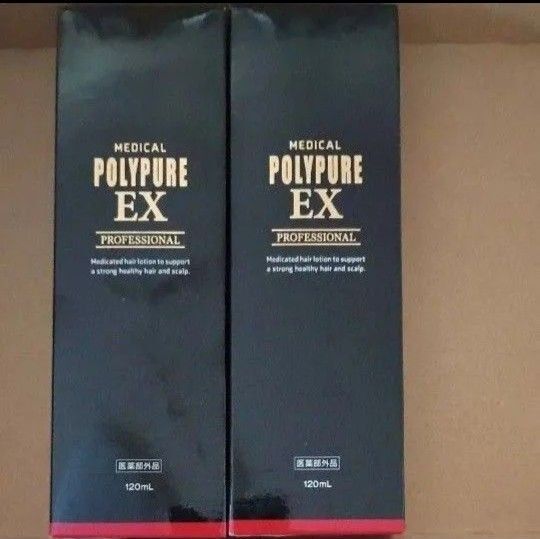 MEDICAL
POLYPURE
EX
PROFESSIONAL
Medicated hair lotion to support
a strong healthy hair and scalp.
医薬部外品
120mL
MEDICAL
POLYPURE
EX
PROFESSIONAL
Medicated hair lotion to support
a strong healthy hair and scalp.
医薬部外品
120mL